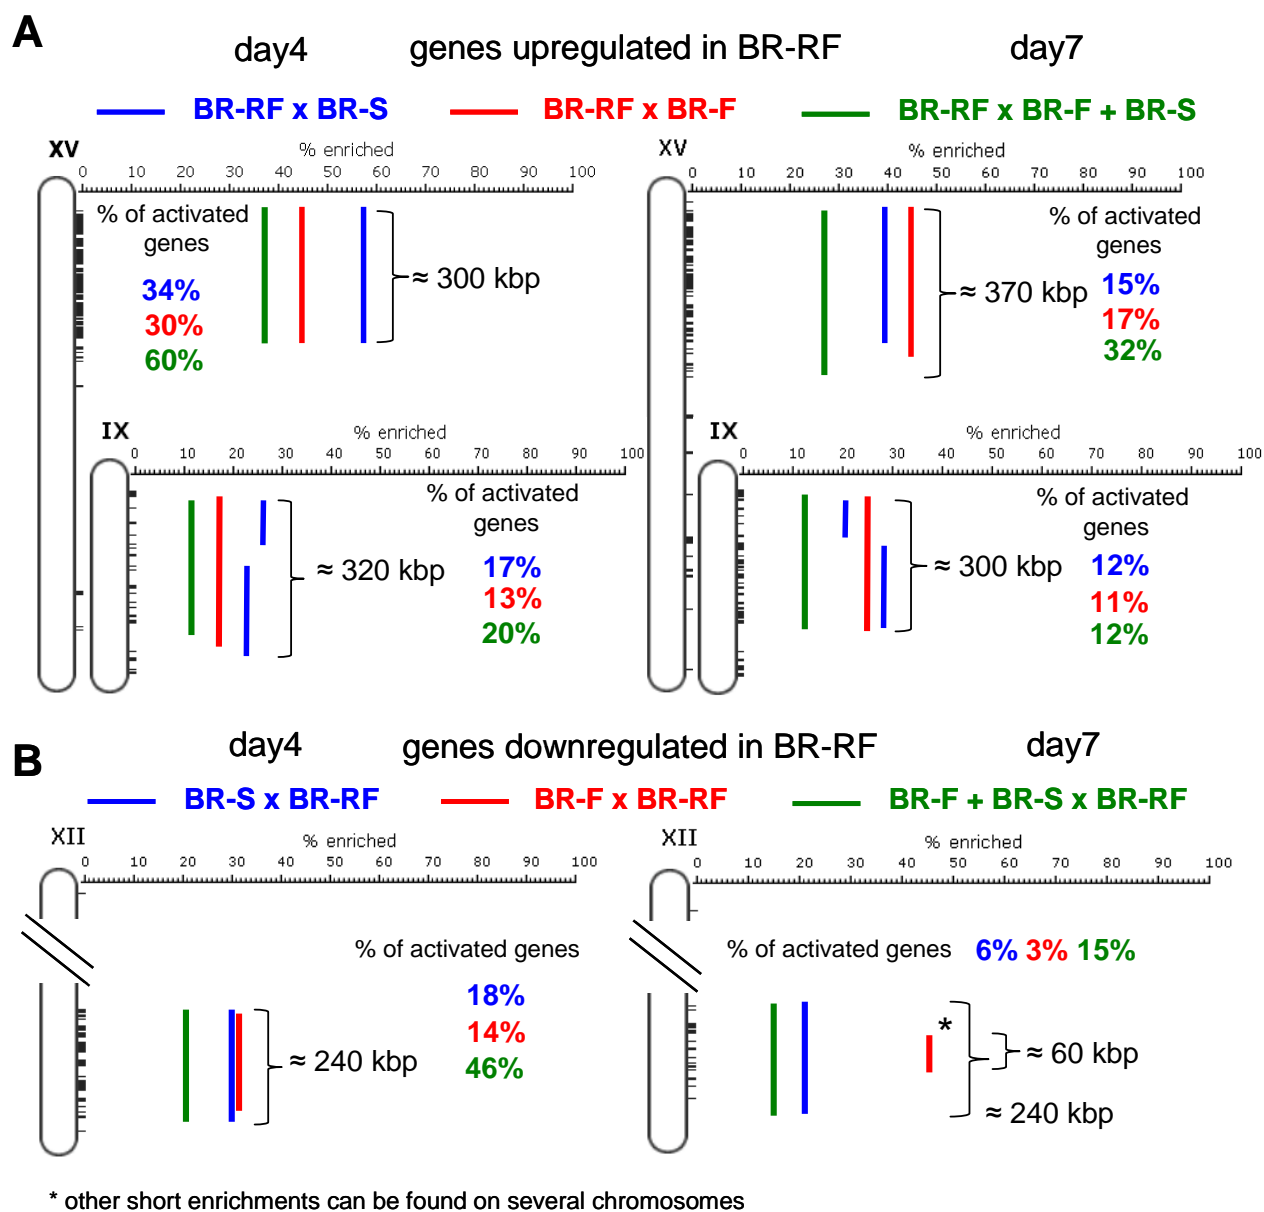 A
day4 genes upregulated in BR-RF day7
BR-RF x BR-S BR-RF x BR-F BR-RF x BR-F + BR-S
XV % enriched
0 10 20 30 40 50 60 70 80 90 100
% of activated
genes
34%
30%
60%
≈ 300 kbp
XV % enriched
0 10 20 30 40 50 60 70 80 90 100
% of activated
genes
≈ 370 kbp
15%
17%
32%
IX % enriched
0 10 20 30 40 50 60 70 80 90 100
% of activated
genes
≈ 320 kbp
17%
13%
20%
IX % enriched
0 10 20 30 40 50 60 70 80 90 100
% of activated
genes
≈ 300 kbp
12%
11%
12%
B
day4 genes downregulated in BR-RF day7
BR-S x BR-RF BR-F x BR-RF BR-F + BR-S x BR-RF
XII % enriched
0 10 20 30 40 50 60 70 80 90 100
% of activated genes
18%
14%
46%
≈ 240 kbp
XII % enriched
0 10 20 30 40 50 60 70 80 90 100
% of activated genes 6% 3% 15%
*
≈ 60 kbp
≈ 240 kbp
* other short enrichments can be found on several chromosomes